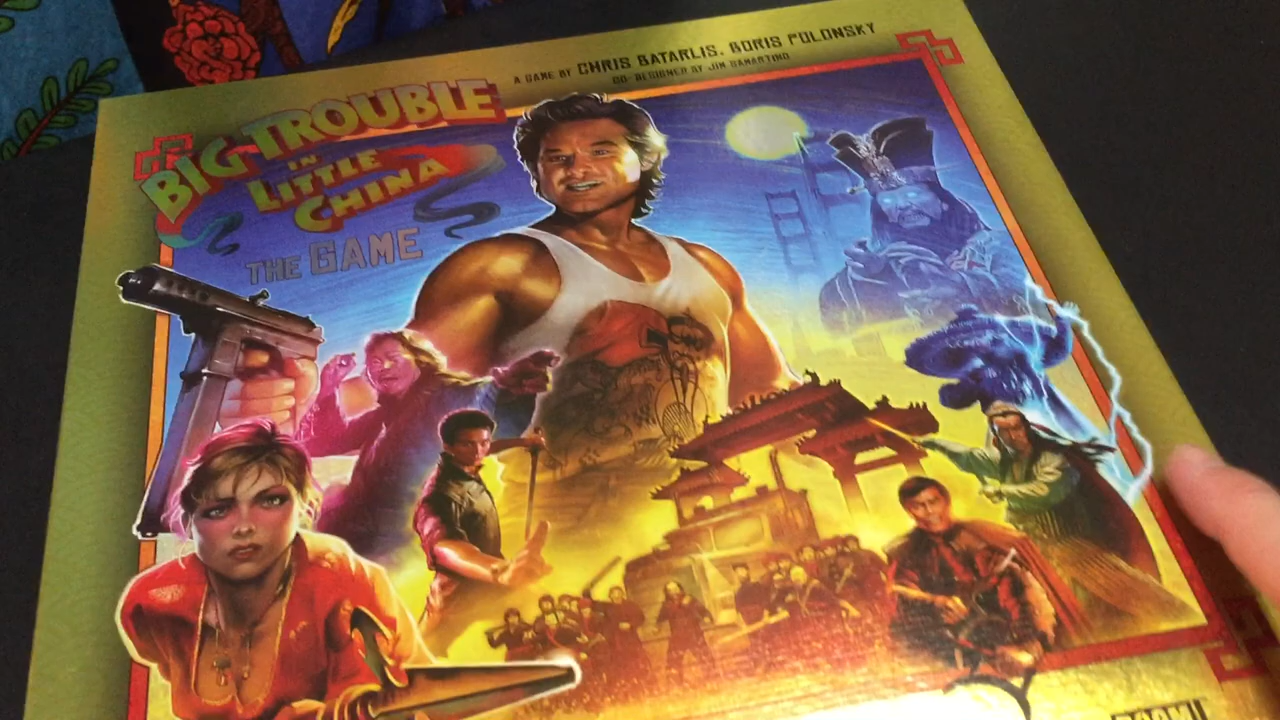 A GAME BY CHRIS BATARLIS, BORIS POLONSKY
CO-DESIGNED BY JIM SAMARTINO
BIG TROUBLE
IN
LITTLE
CHINA
THE GAME